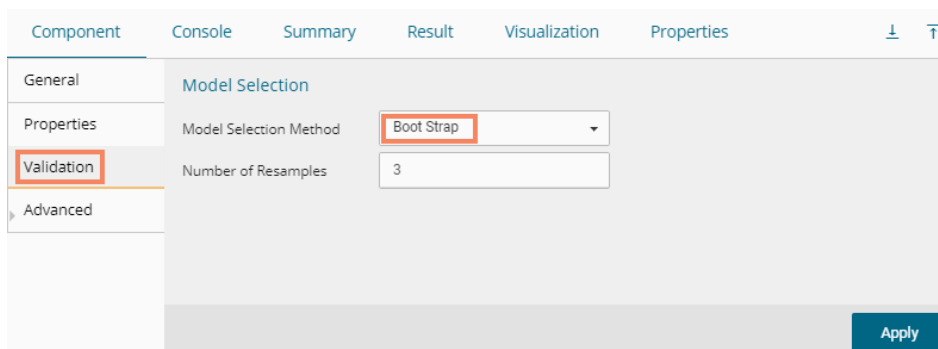 Component Console Summary Result Visualization Properties
General
Properties
Validation
Advanced
Model Selection
Model Selection Method Boot Strap
Number of Resamples 3
Apply